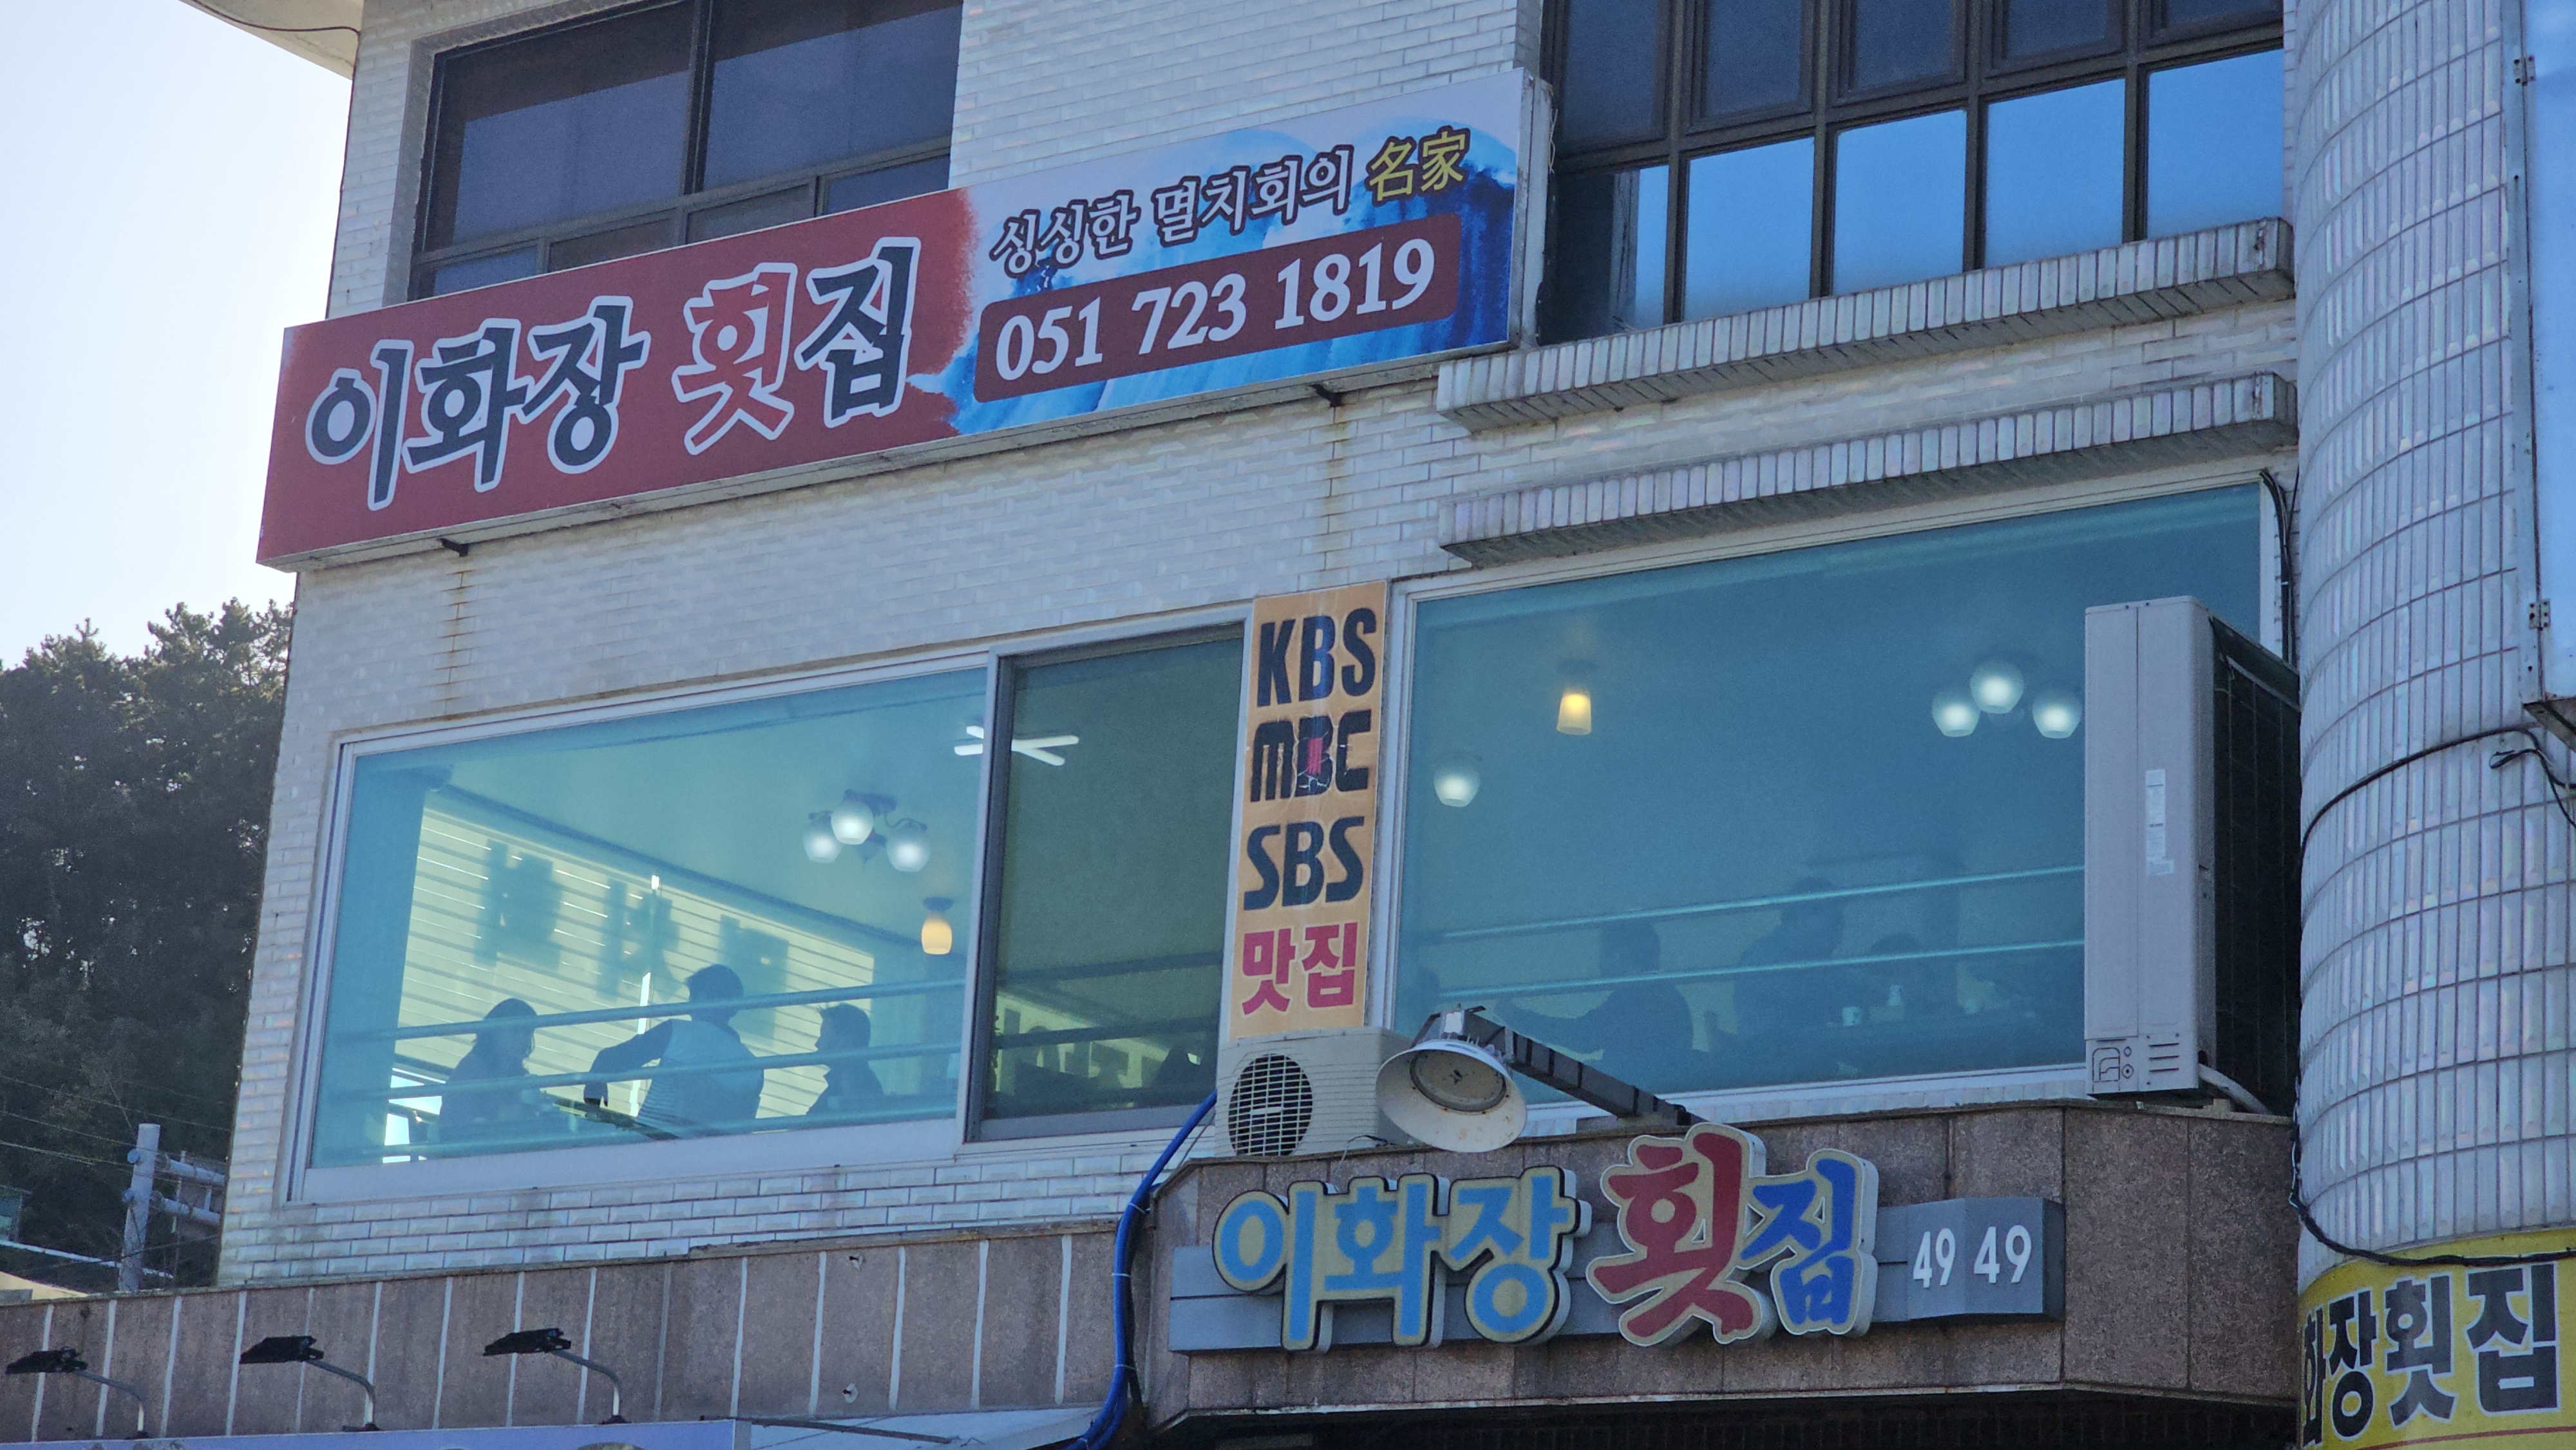 싱싱한 멸치회의 名家
이화장 횟집
051 723 1819
KBS
MBC
SBS
맛집
이화장 횟집 49 49
화장횟집